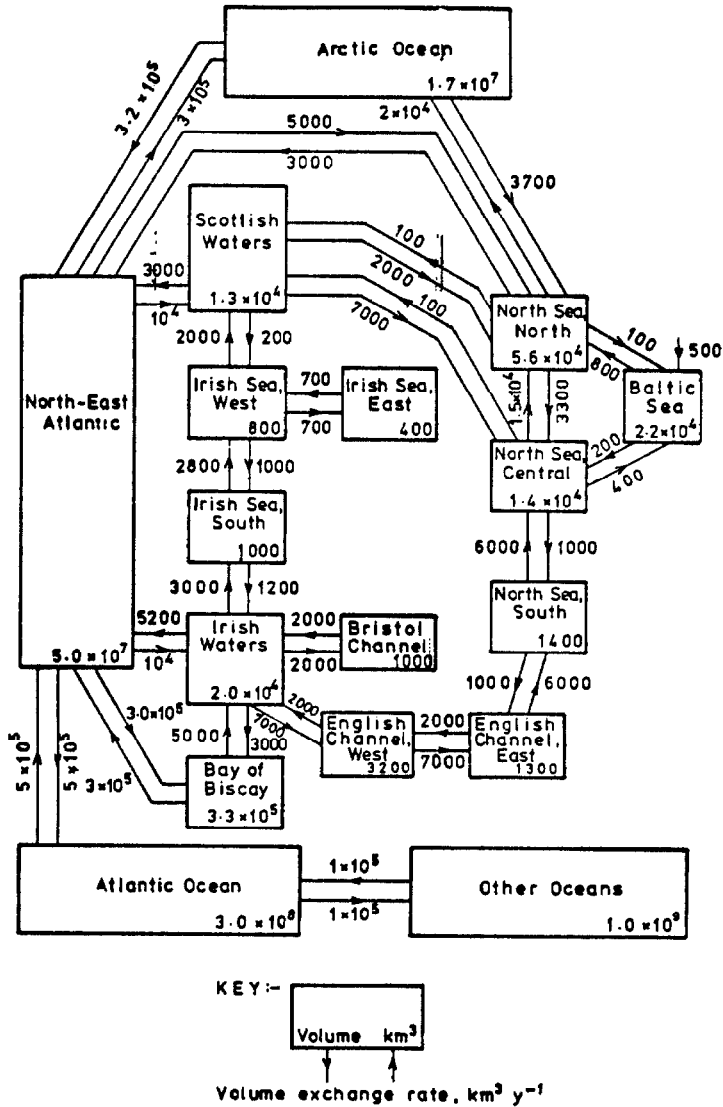 Arctic Ocean
1.7×10⁷
3.2×10⁵
3×10⁵
2×10⁴
5000
3000
3700
Scottish
Waters
1.3×10⁴
100
2000
100
7000
3000
10⁴
2000
200
North Sea,
North
5.6×10⁴
100
800
500
Baltic
Sea
2.2×10⁴
North-East
Atlantic
5.0×10⁷
Irish Sea,
West
800
700
700
Irish Sea,
East
400
1.5×10⁴
3300
200
400
North Sea,
Central
1.4×10⁴
2800
1000
Irish Sea,
South
1000
6000
1000
3000
1200
North Sea,
South
1400
5200
10⁴
Irish
Waters
2.0×10⁴
2000
2000
Bristol
Channel
1000
1000
6000
3.0×10⁵
3×10⁵
5000
3000
2000
7000
English
Channel,
West
3200
2000
7000
English
Channel,
East
1300
Bay of
Biscay
3.3×10⁵
5×10⁵
5×10⁵
Atlantic Ocean
3.0×10⁸
1×10⁵
1×10⁵
Other Oceans
1.0×10⁹
KEY:-
Volume km³
Volume exchange rate, km³ y⁻¹